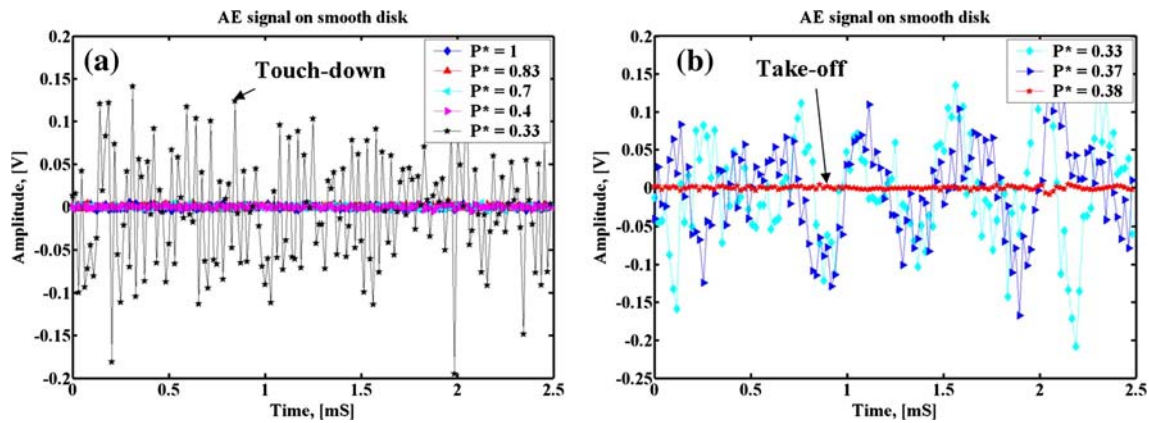 AE signal on smooth disk
(a)
Touch-down
P* = 1
P* = 0.83
P* = 0.7
P* = 0.4
P* = 0.33
0.2
0.15
0.1
0.05
0
-0.05
-0.1
-0.15
-0.2
Amplitude, [V]
0 0.5 1 1.5 2 2.5
Time, [mS]
AE signal on smooth disk
(b)
Take-off
P* = 0.33
P* = 0.37
P* = 0.38
0.2
0.15
0.1
0.05
0
-0.05
-0.1
-0.15
-0.2
-0.25
Amplitude, [V]
0 0.5 1 1.5 2 2.5
Time, [mS]